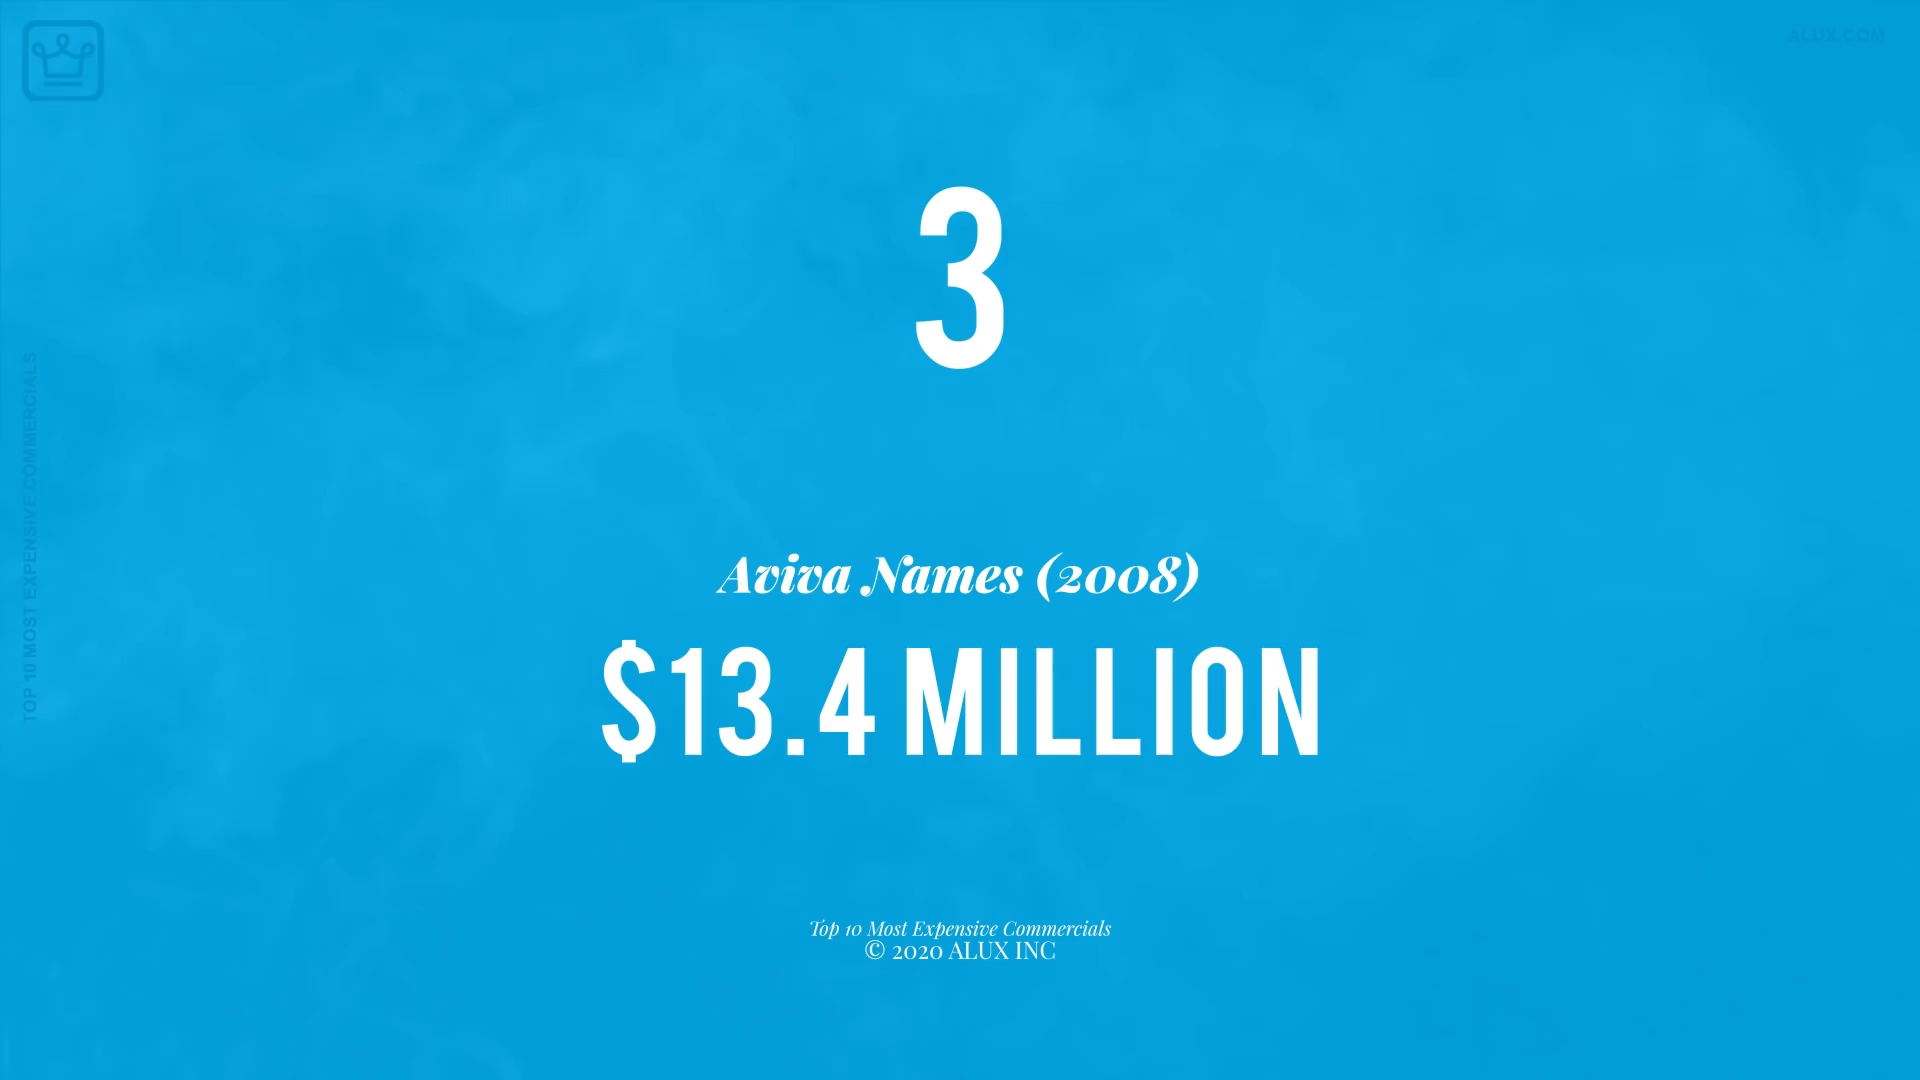 ALUX.COM
3
TOP 10 MOST EXPENSIVE COMMERCIALS
Aviva Names (2008)
$13.4 MILLION
Top 10 Most Expensive Commercials
© 2020 ALUX INC